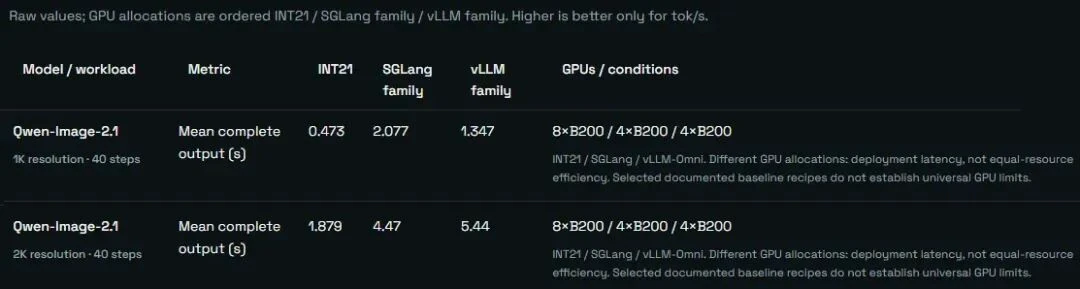 Raw values; GPU allocations are ordered INT21 / SGLang family / vLLM family. Higher is better only for tok/s.
Model / workload Metric INT21 SGLang family vLLM family GPUs / conditions
Qwen-Image-2.1 Mean complete output (s) 0.473 2.077 1.347 8×B200 / 4×B200 / 4×B200
1K resolution · 40 steps
INT21 / SGLang / vLLM-Omni. Different GPU allocations: deployment latency, not equal-resource
efficiency. Selected documented baseline recipes do not establish universal GPU limits.
Qwen-Image-2.1 Mean complete output (s) 1.879 4.47 5.44 8×B200 / 4×B200 / 4×B200
2K resolution · 40 steps
INT21 / SGLang / vLLM-Omni. Different GPU allocations: deployment latency, not equal-resource
efficiency. Selected documented baseline recipes do not establish universal GPU limits.